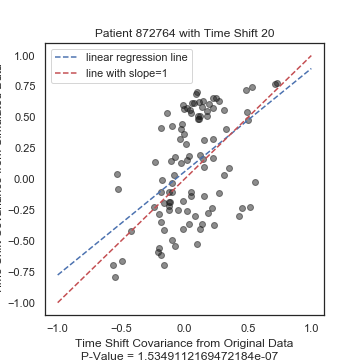 Patient 872764 with Time Shift 20
linear regression line
line with slope=1
1.00
0.75
0.50
0.25
0.00
−0.25
−0.50
−0.75
−1.00
−1.0
−0.5
0.0
0.5
1.0
Time Shift Covariance from Original Data
P-Value = 1.5349112169472184e-07